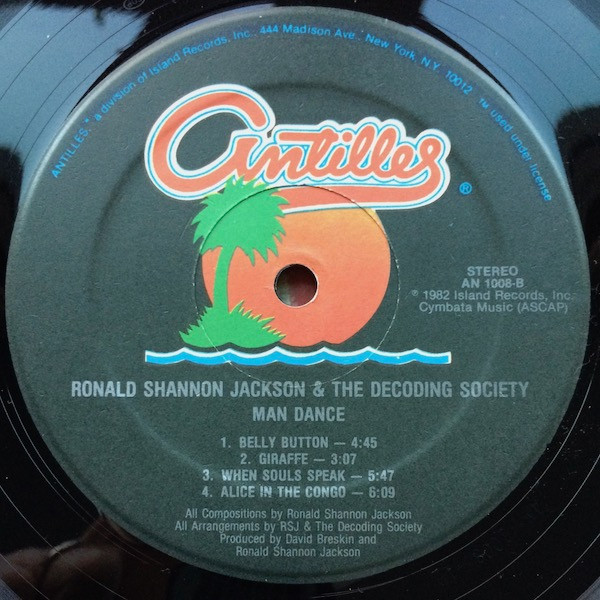 ANTILLES,® a division of Island Records, Inc., 444 Madison Ave., New York, N.Y. 10012 ™ used under license
Antilles ®
STEREO
AN 1008-B
℗ 1982 Island Records, Inc.
Cymbata Music (ASCAP)
RONALD SHANNON JACKSON & THE DECODING SOCIETY
MAN DANCE
1. BELLY BUTTON — 4:45
2. GIRAFFE — 3:07
3. WHEN SOULS SPEAK — 5:47
4. ALICE IN THE CONGO — 6:09
All Compositions by Ronald Shannon Jackson
All Arrangements by RSJ & The Decoding Society
Produced by David Breskin and
Ronald Shannon Jackson